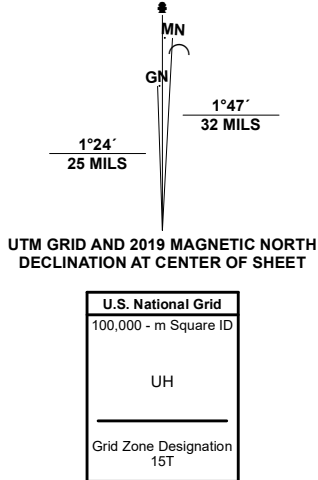 MN
GN
1°47´
32 MILS
1°24´
25 MILS
UTM GRID AND 2019 MAGNETIC NORTH
DECLINATION AT CENTER OF SHEET
U.S. National Grid
100,000 - m Square ID
UH
Grid Zone Designation
15T